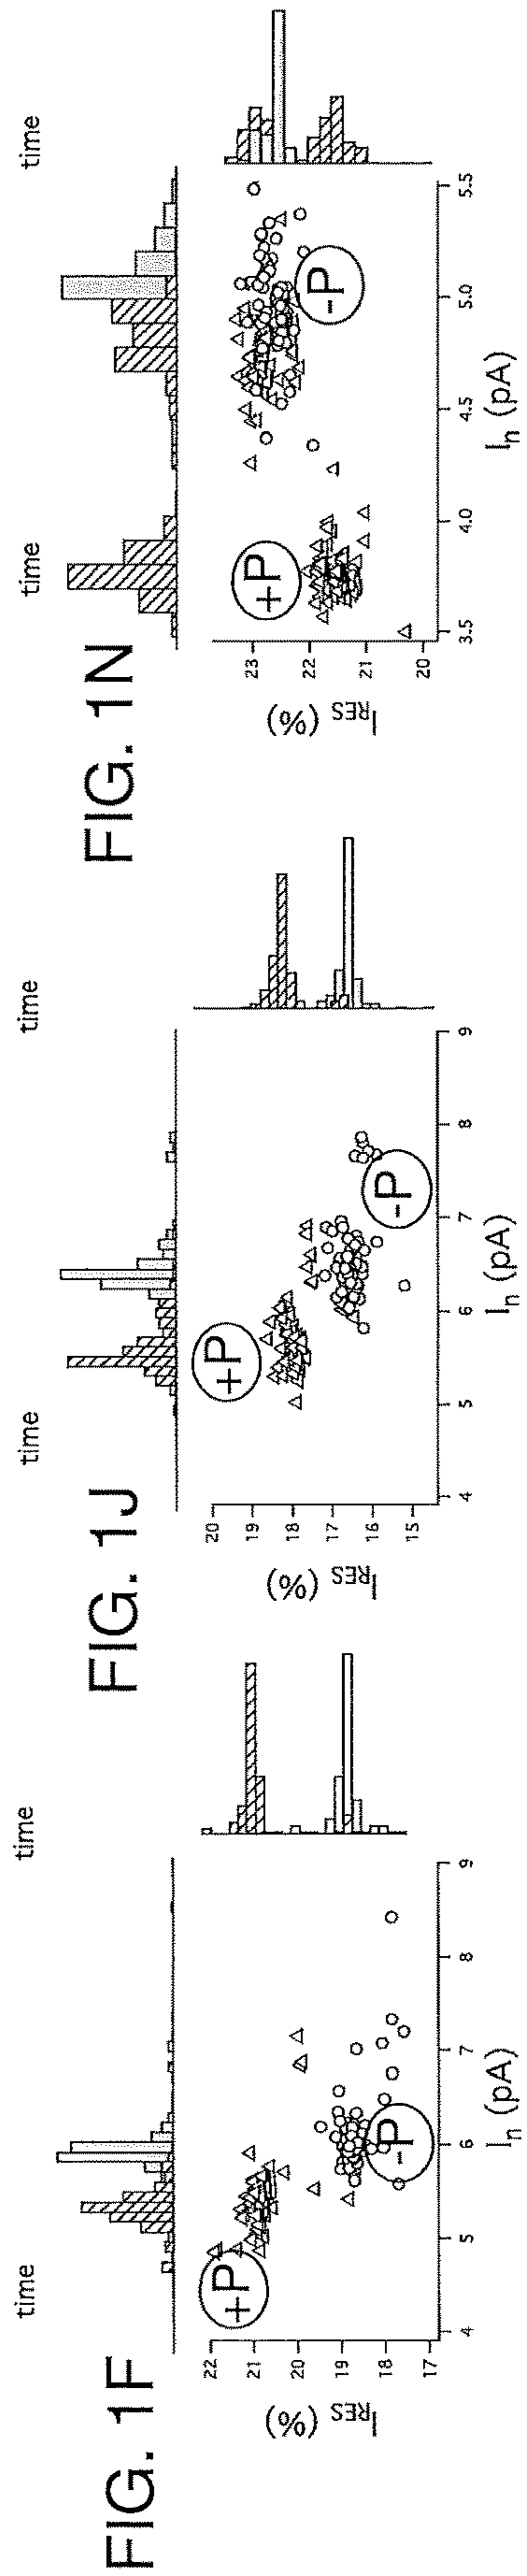 FIG. 1F
time
time
I_RES (%)
22
21
20
19
18
17
+P
-P
4
5
6
7
8
9
I_n (pA)
FIG. 1J
time
time
I_RES (%)
20
19
18
17
16
15
+P
-P
4
5
6
7
8
9
I_n (pA)
FIG. 1N
time
time
I_RES (%)
23
22
21
20
+P
-P
3.5
4.0
4.5
5.0
5.5
I_n (pA)